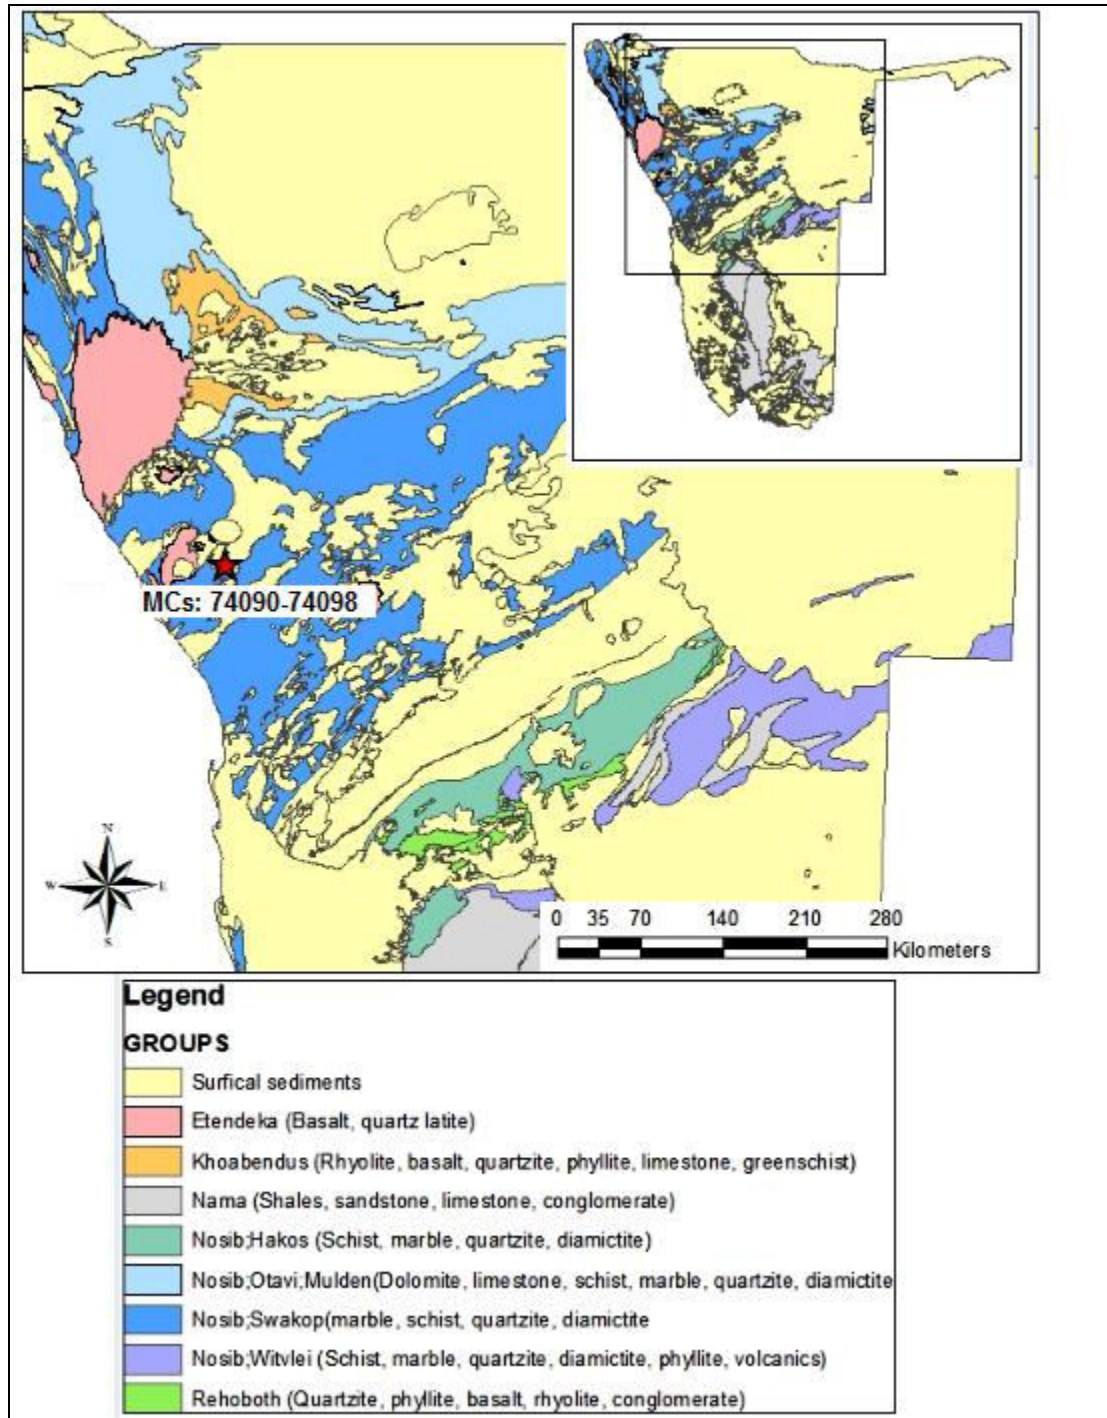 MCs: 74090-74098
N
W E
S
0 35 70 140 210 280
Kilometers
Legend
GROUPS
Surfical sediments
Etendeka (Basalt, quartz latite)
Khoabendus (Rhyolite, basalt, quartzite, phyllite, limestone, greenschist)
Nama (Shales, sandstone, limestone, conglomerate)
Nosib;Hakos (Schist, marble, quartzite, diamictite)
Nosib;Otavi;Mulden(Dolomite, limestone, schist, marble, quartzite, diamictite
Nosib;Swakop(marble, schist, quartzite, diamictite
Nosib;Witvlei (Schist, marble, quartzite, diamictite, phyllite, volcanics)
Rehoboth (Quartzite, phyllite, basalt, rhyolite, conglomerate)